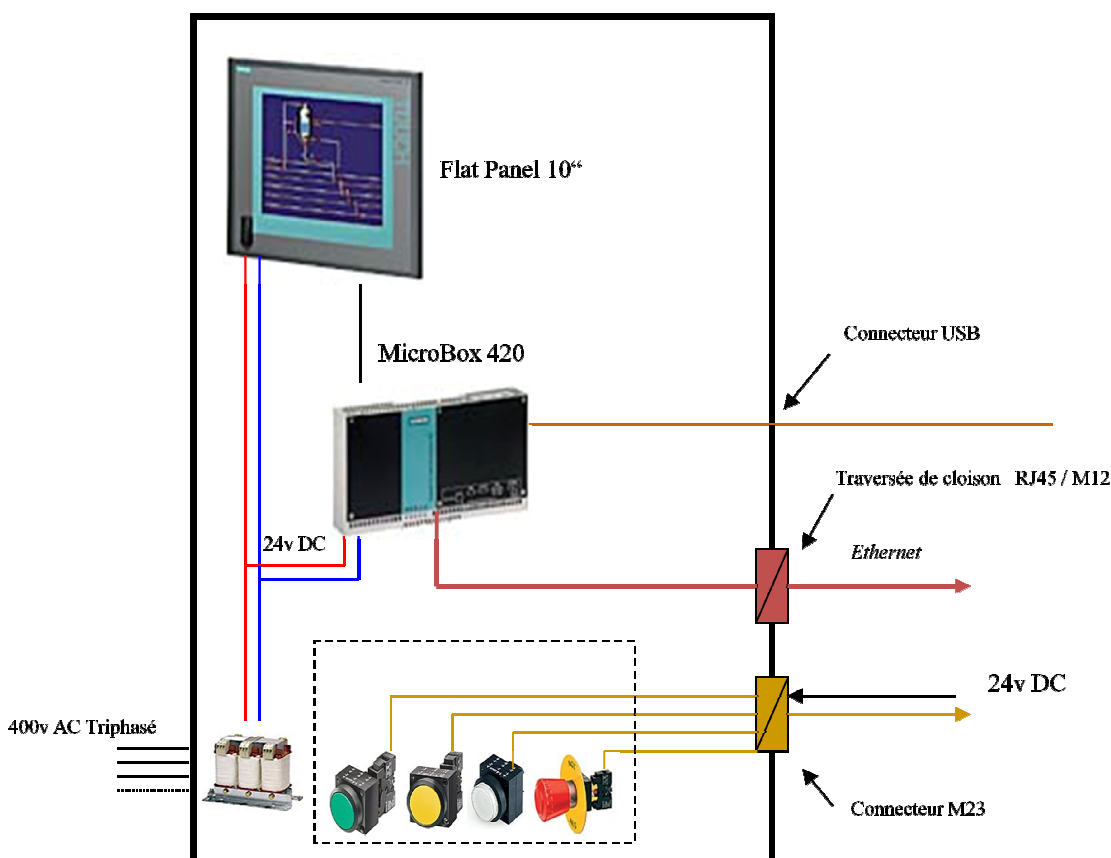 Flat Panel 10“
Connecteur USB
MicroBox 420
Traversée de cloison RJ45 / M12
24v DC
Ethernet
24v DC
400v AC Triphasé
Connecteur M23